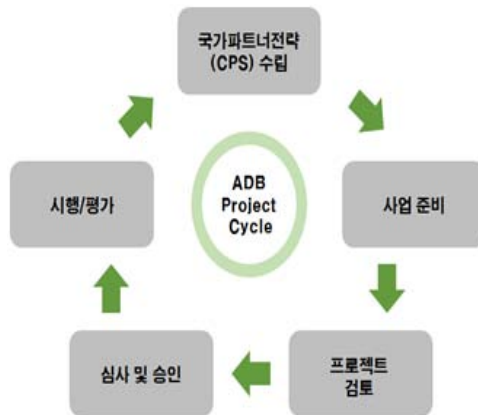 국가파트너전략
(CPS) 수립
사업 준비
프로젝트
검토
심사 및 승인
시행/평가
ADB
Project
Cycle